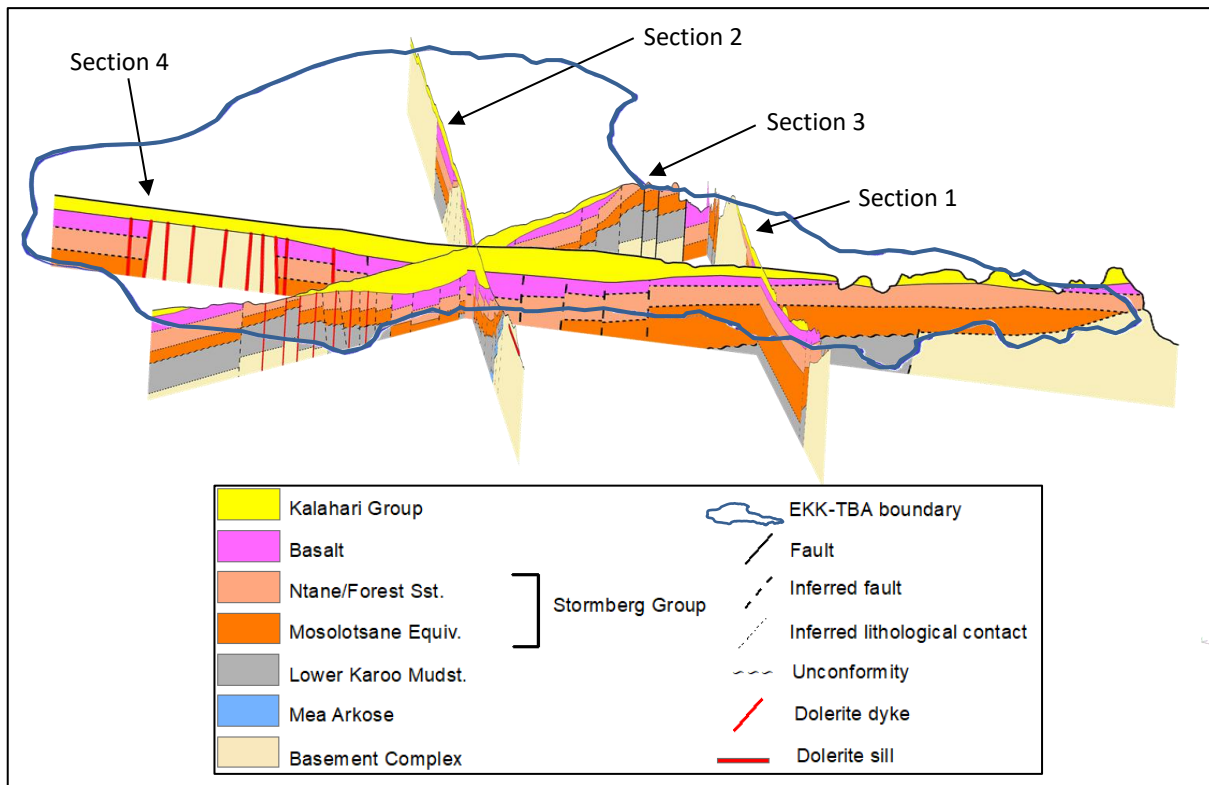 Section 2
Section 4
Section 3
Section 1
Kalahari Group
Basalt
Ntane/Forest Sst.
Mosolotsane Equiv.
Stormberg Group
Lower Karoo Mudst.
Mea Arkose
Basement Complex
EKK-TBA boundary
Fault
Inferred fault
Inferred lithological contact
Unconformity
Dolerite dyke
Dolerite sill